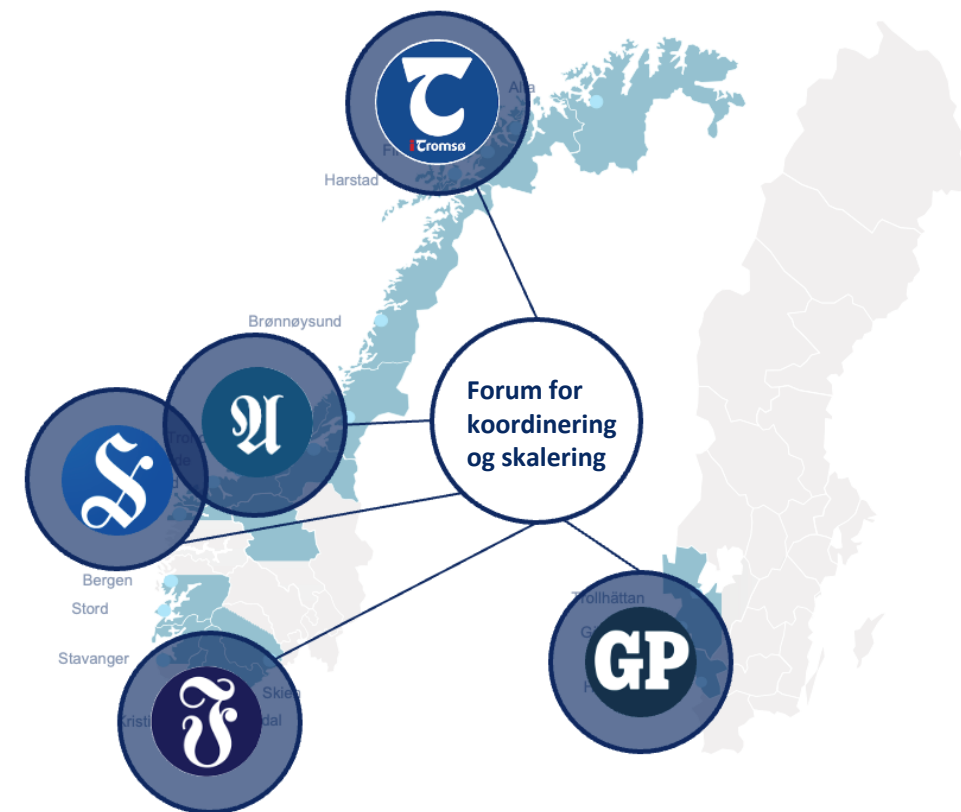 Alta
iTromsø
Harstad
Brønnøysund
Forum for
koordinering
og skalering
A
S
Bergen
Stord
Trollhättan
Stavanger
GP
Skien
F